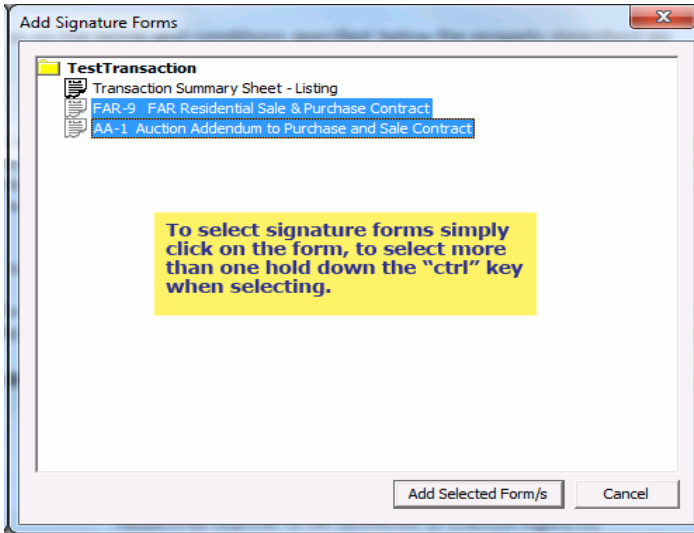 Add Signature Forms
TestTransaction
Transaction Summary Sheet - Listing
FAR-9 FAR Residential Sale & Purchase Contract
AA-1 Auction Addendum to Purchase and Sale Contract
To select signature forms simply
click on the form, to select more
than one hold down the “ctrl” key
when selecting.
Add Selected Form/s
Cancel